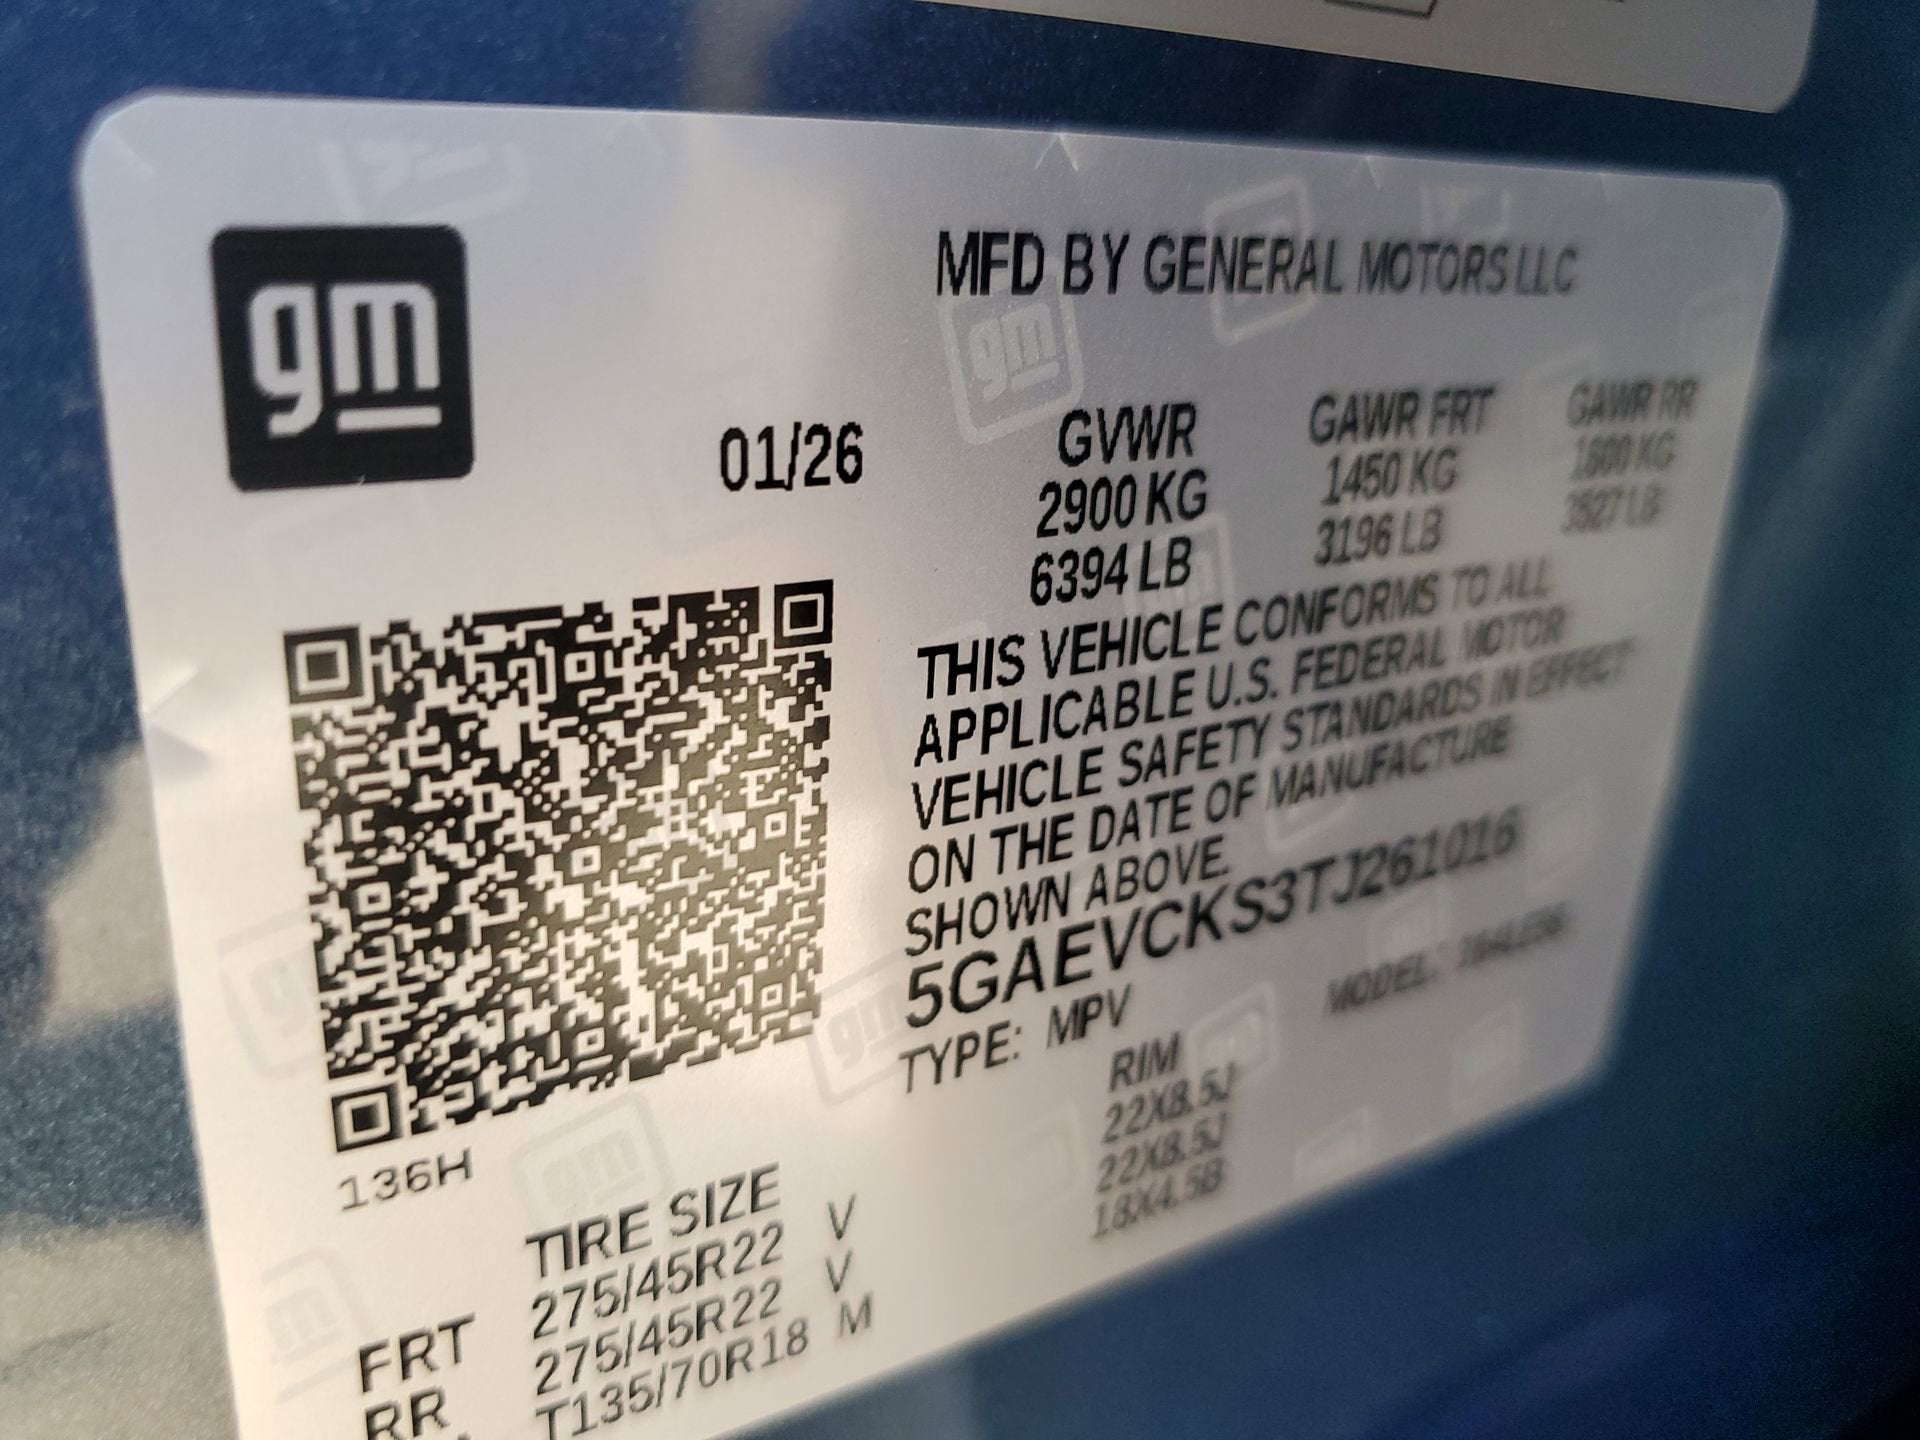 gm
MFD BY GENERAL MOTORS LLC
01/26
GVWR GAWR FRT GAWR RR
2900 KG 1450 KG 1600 KG
6394 LB 3196 LB 3527 LB
THIS VEHICLE CONFORMS TO ALL
APPLICABLE U.S. FEDERAL MOTOR
VEHICLE SAFETY STANDARDS IN EFFECT
ON THE DATE OF MANUFACTURE
SHOWN ABOVE.
5GAEVCKS3TJ261016
TYPE: MPV MODEL:
136H
TIRE SIZE RIM
FRT 275/45R22 V 22X8.5J
RR 275/45R22 V 22X8.5J
T135/70R18 M 18X4.5B